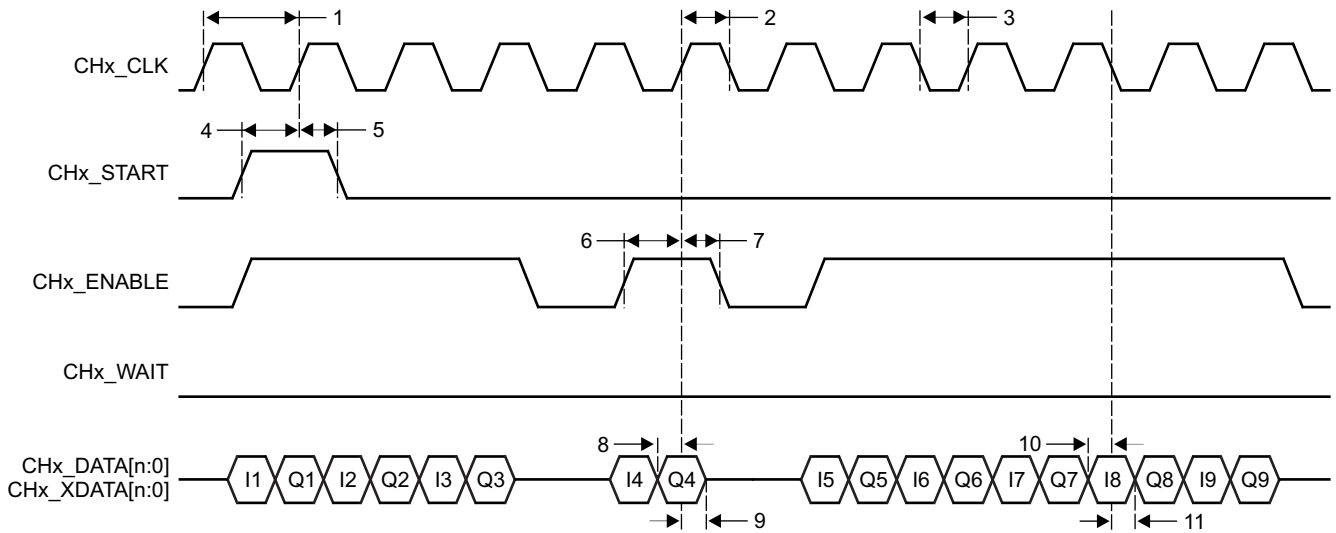 1 2 3
CHx_CLK
4 5
CHx_START
6 7
CHx_ENABLE
CHx_WAIT
8 10
CHx_DATA[n:0]
CHx_XDATA[n:0]
I1 Q1 I2 Q2 I3 Q3 I4 Q4 I5 Q5 I6 Q6 I7 Q7 I8 Q8 I9 Q9
9 11